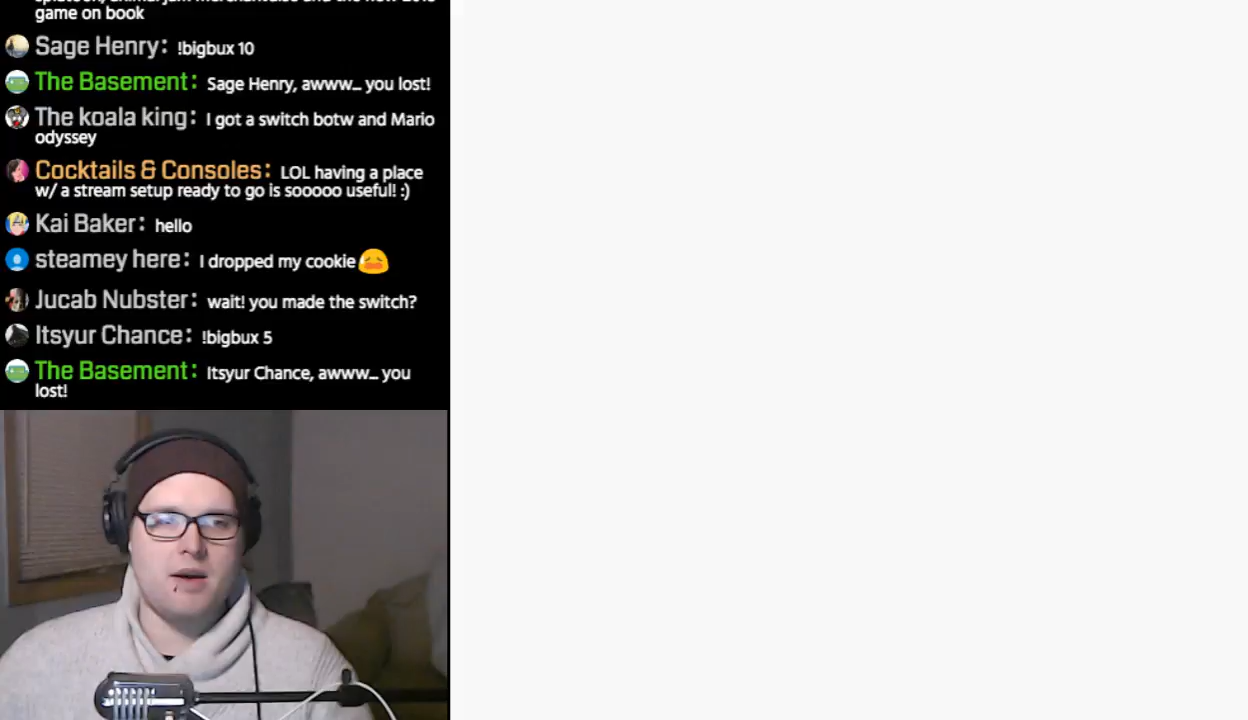 game on book
Sage Henry: !bigbux 10
The Basement: Sage Henry, awww... you lost!
The koala king: I got a switch botw and Mario
odyssey
Cocktails & Consoles: LOL having a place
w/ a stream setup ready to go is sooooo useful! :)
Kai Baker: hello
steamey here: I dropped my cookie
Jucab Nubster: wait! you made the switch?
Itsyur Chance: !bigbux 5
The Basement: Itsyur Chance, awww... you
lost!